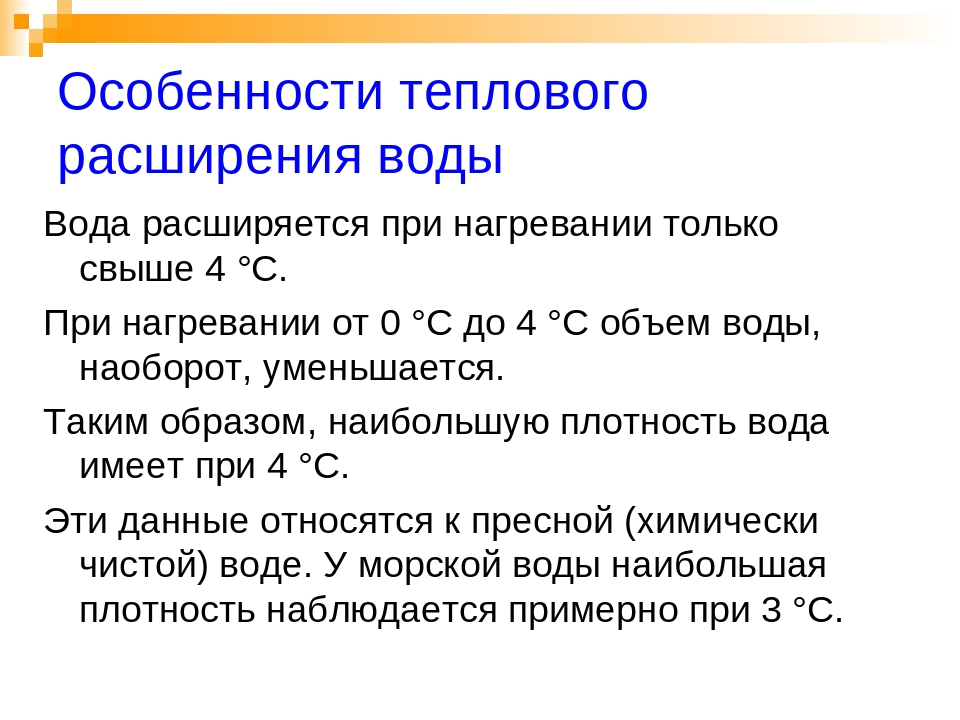 Особенности теплового
расширения воды
Вода расширяется при нагревании только
свыше 4 °С.
При нагревании от 0 °С до 4 °С объем воды,
наоборот, уменьшается.
Таким образом, наибольшую плотность вода
имеет при 4 °С.
Эти данные относятся к пресной (химически
чистой) воде. У морской воды наибольшая
плотность наблюдается примерно при 3 °С.